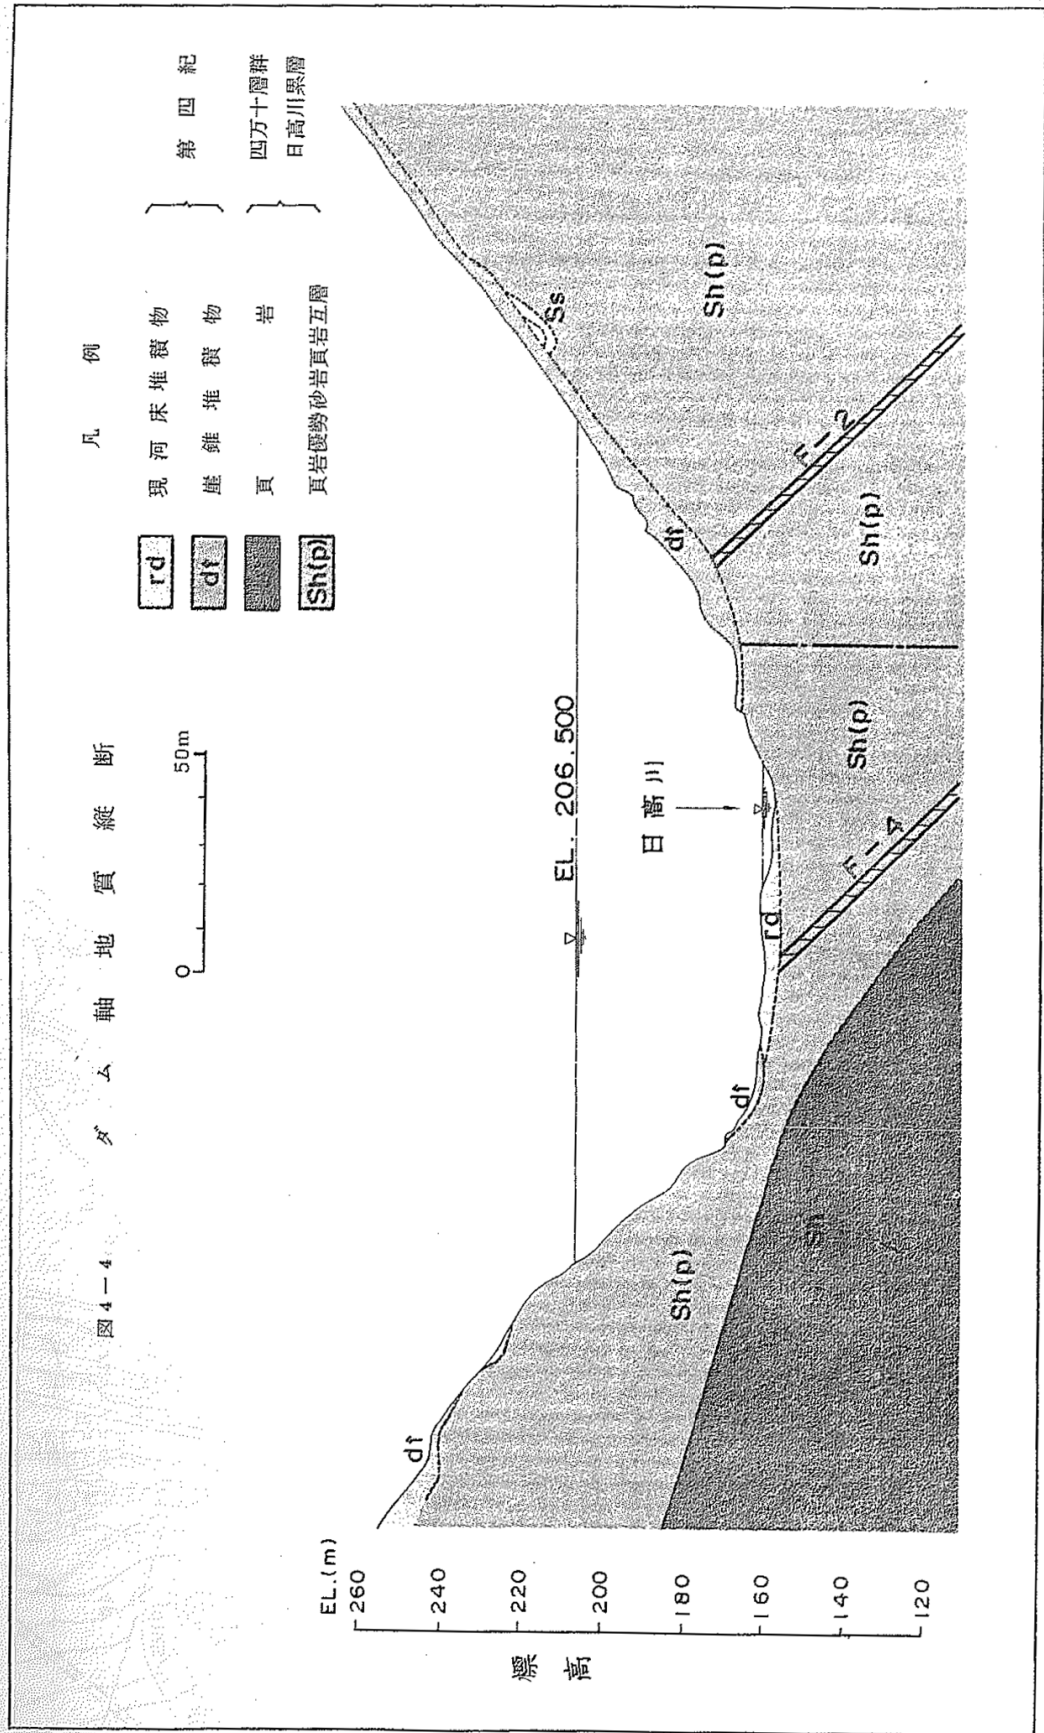 図4－4 ダム軸地質縦断
0 50m
凡例
rd 現河床堆積物
dt 崖錐堆積物
第四紀
頁岩
Sh(p) 頁岩優勢砂岩頁岩互層
四万十層群
日高川累層
EL.(m)
260
240
220
200
180
160
140
120
標高
EL. 206.500
日高川
dt
Sh(p)
Sh
dt
rd
F-4
Sh(p)
Sh(p)
F-2
dt
Ss
Sh(p)